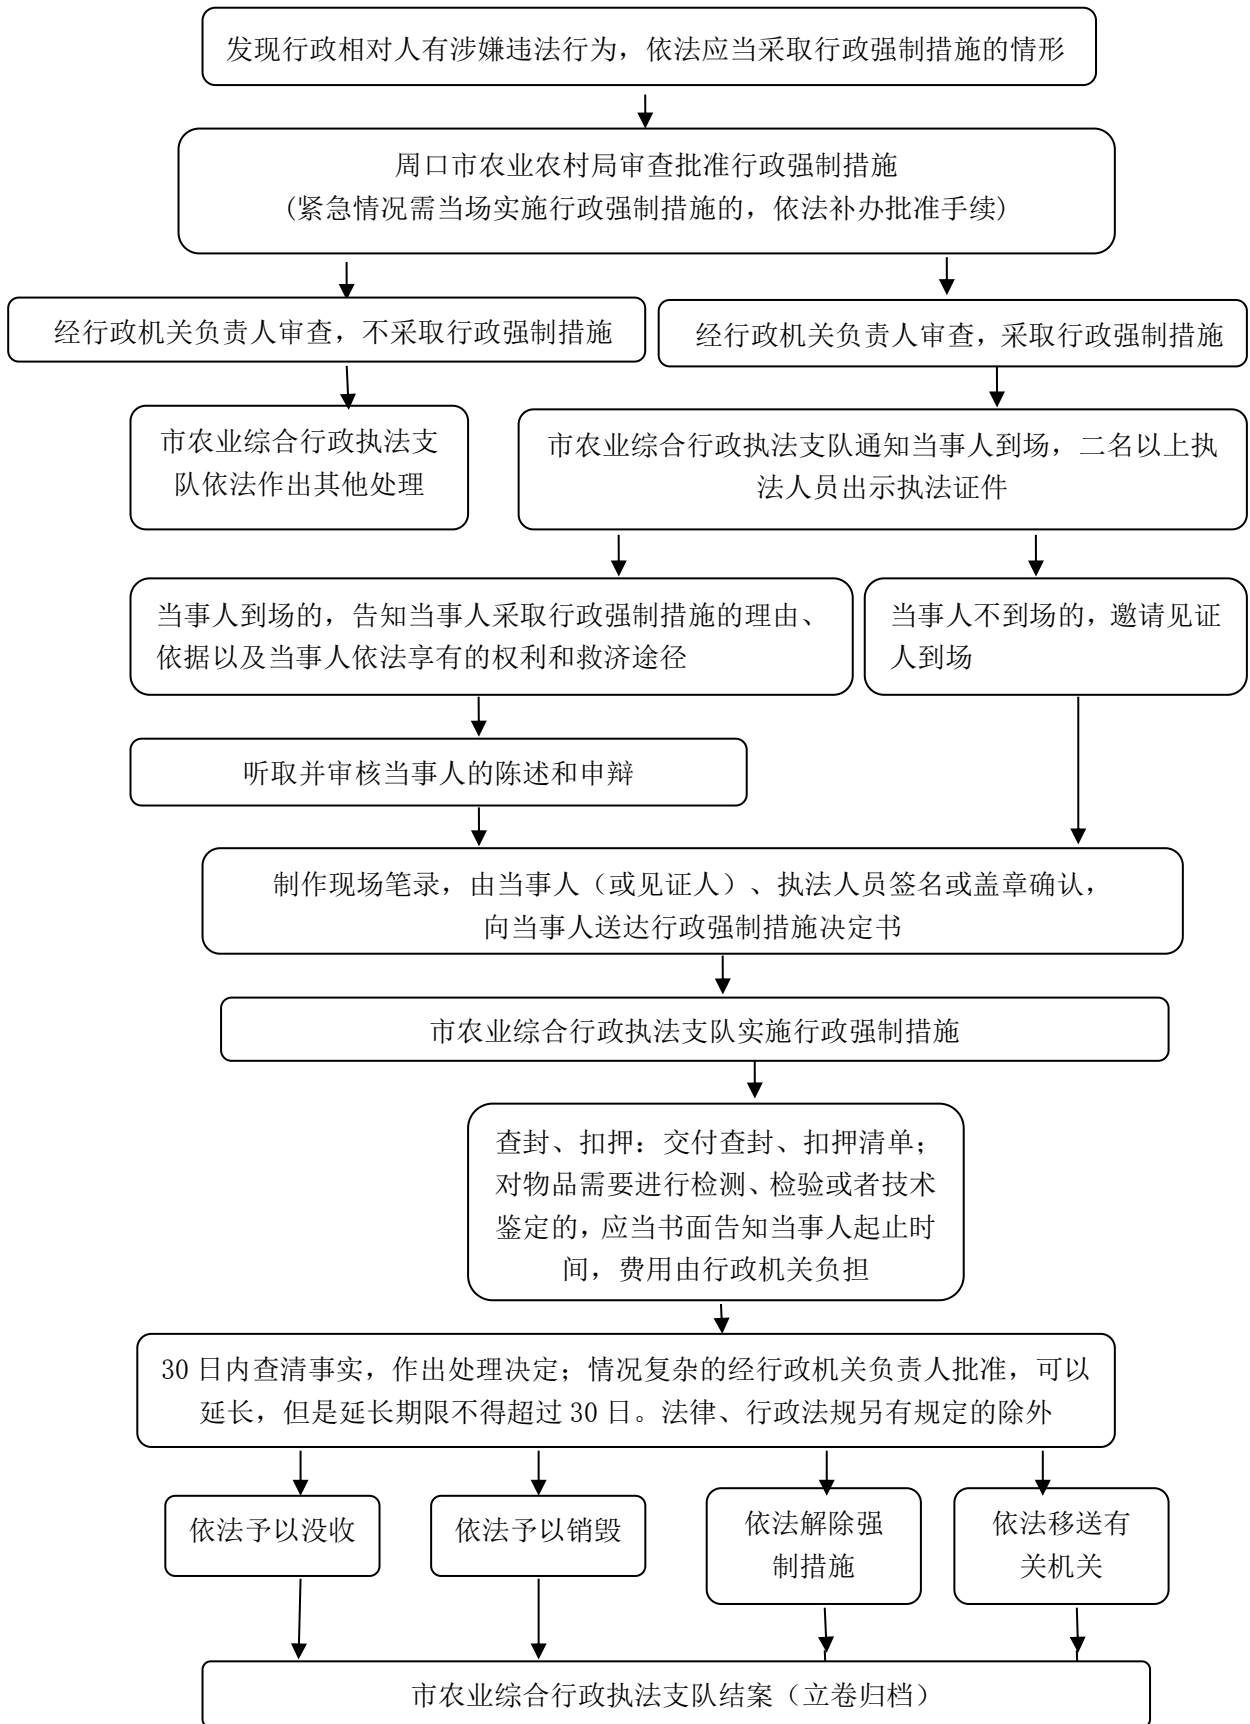 发现行政相对人有涉嫌违法行为，依法应当采取行政强制措施的情形
周口市农业农村局审查批准行政强制措施
(紧急情况需当场实施行政强制措施的，依法补办批准手续)
经行政机关负责人审查，不采取行政强制措施
经行政机关负责人审查，采取行政强制措施
市农业综合行政执法支
队依法作出其他处理
市农业综合行政执法支队通知当事人到场，二名以上执
法人员出示执法证件
当事人到场的，告知当事人采取行政强制措施的理由、
依据以及当事人依法享有的权利和救济途径
当事人不到场的，邀请见证
人到场
听取并审核当事人的陈述和申辩
制作现场笔录，由当事人（或见证人）、执法人员签名或盖章确认，
向当事人送达行政强制措施决定书
市农业综合行政执法支队实施行政强制措施
查封、扣押：交付查封、扣押清单；
对物品需要进行检测、检验或者技术
鉴定的，应当书面告知当事人起止时
间，费用由行政机关负担
30 日内查清事实，作出处理决定；情况复杂的经行政机关负责人批准，可以
延长，但是延长期限不得超过 30 日。法律、行政法规另有规定的除外
依法予以没收
依法予以销毁
依法解除强
制措施
依法移送有
关机关
市农业综合行政执法支队结案（立卷归档）